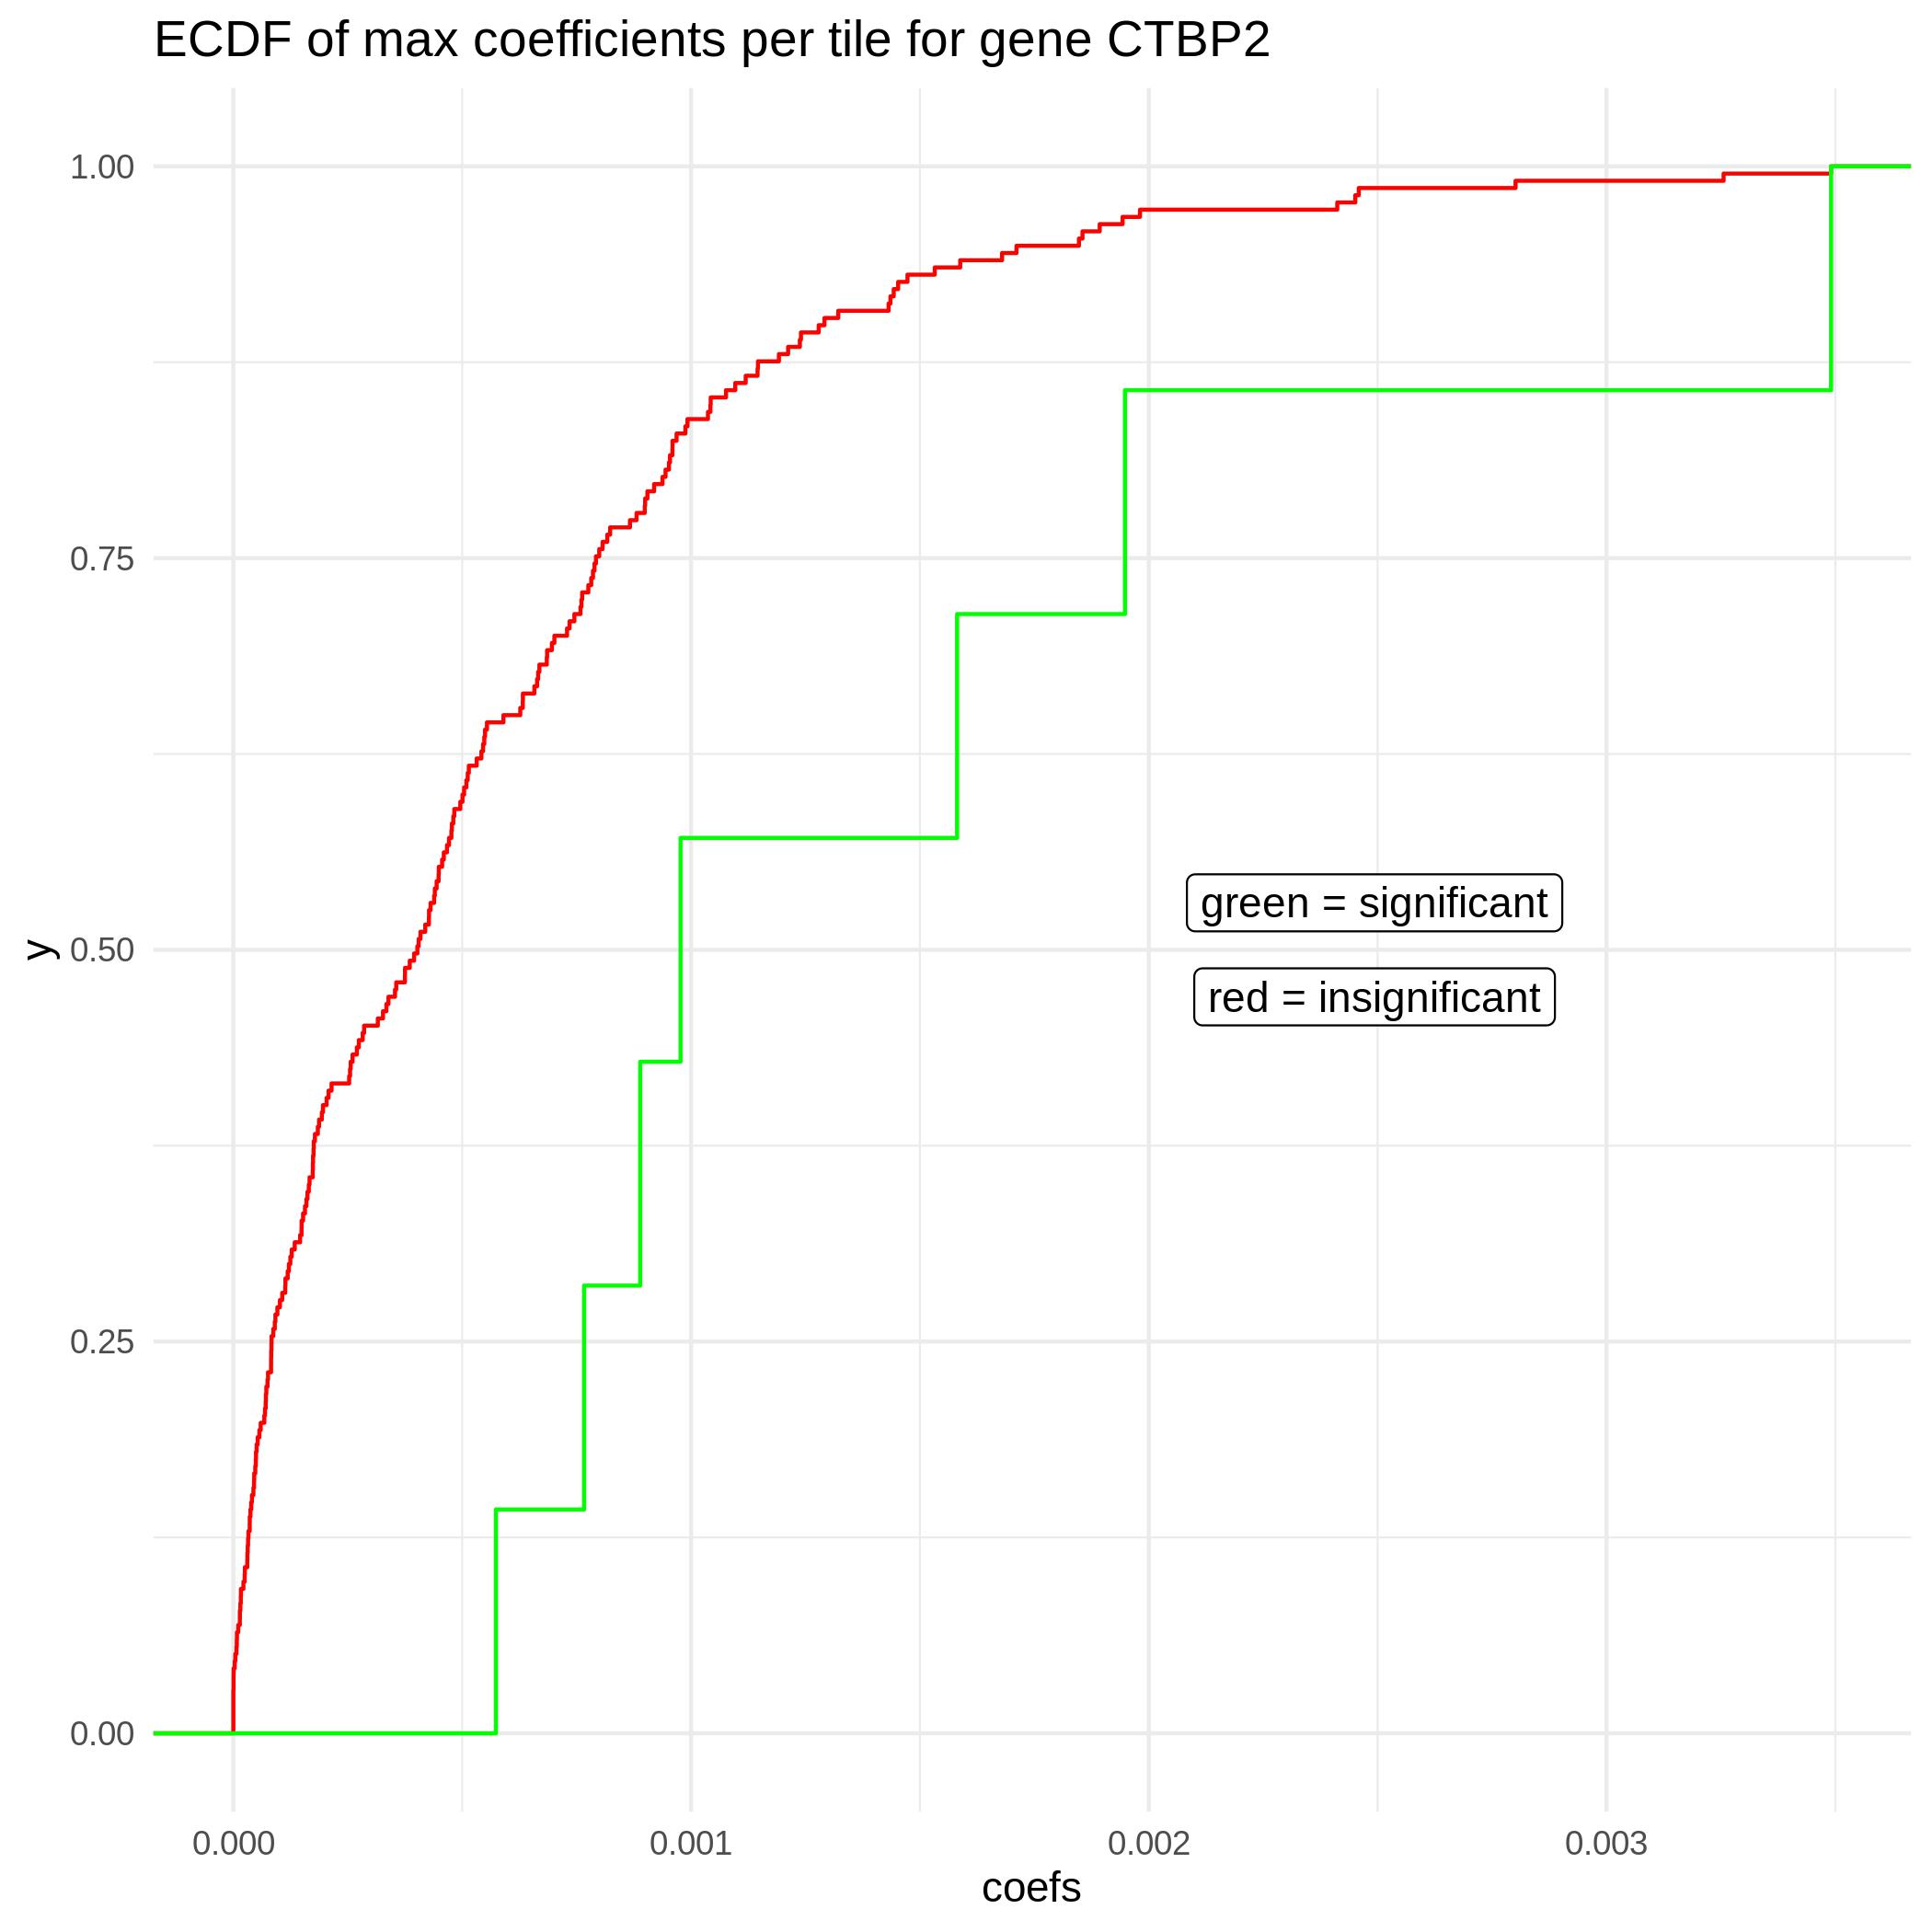 ECDF of max coefficients per tile for gene CTBP2
1.00
0.75
0.50
0.25
0.00
y
green = significant
red = insignificant
0.000 0.001 0.002 0.003
coefs